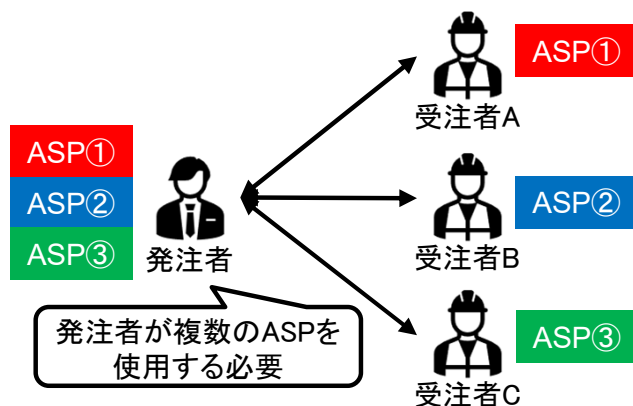 ASP①
受注者A
ASP①
ASP②
ASP③
発注者
ASP②
受注者B
発注者が複数のASPを
使用する必要
ASP③
受注者C